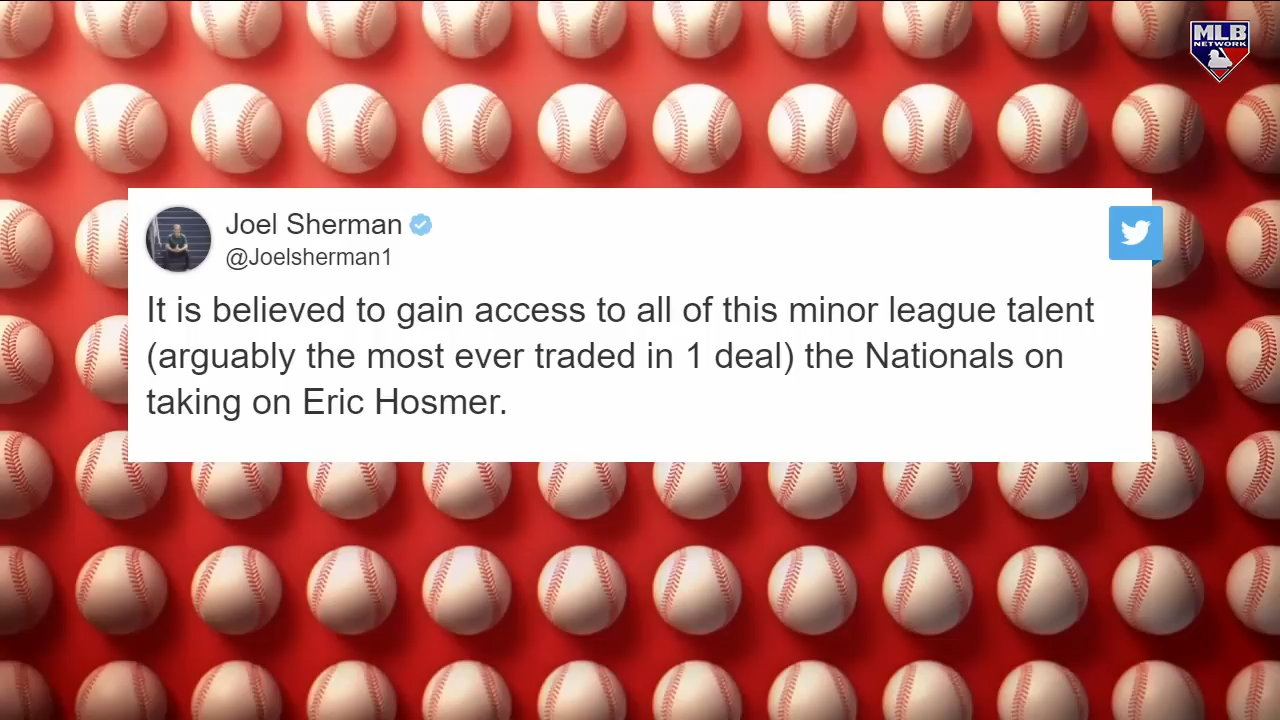 MLB
NETWORK
Joel Sherman
@Joelsherman1
It is believed to gain access to all of this minor league talent
(arguably the most ever traded in 1 deal) the Nationals on
taking on Eric Hosmer.